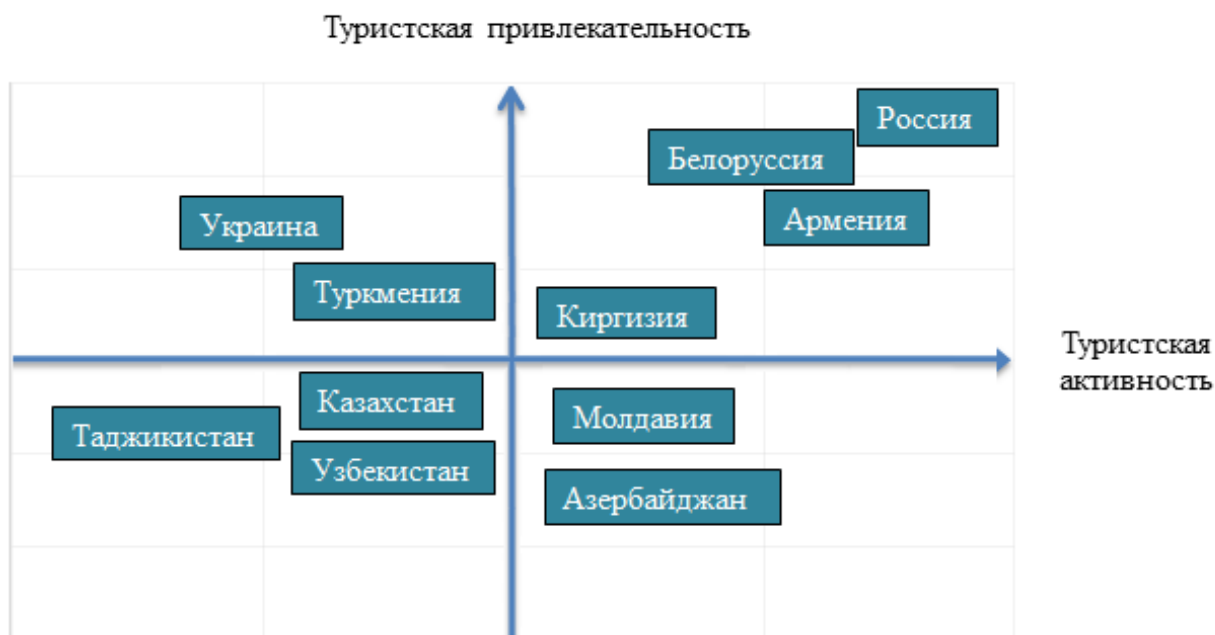 Туристская привлекательность
Россия
Белоруссия
Армения
Украина
Туркмения
Киргизия
Туристская
активность
Казахстан
Молдавия
Таджикистан
Узбекистан
Азербайджан